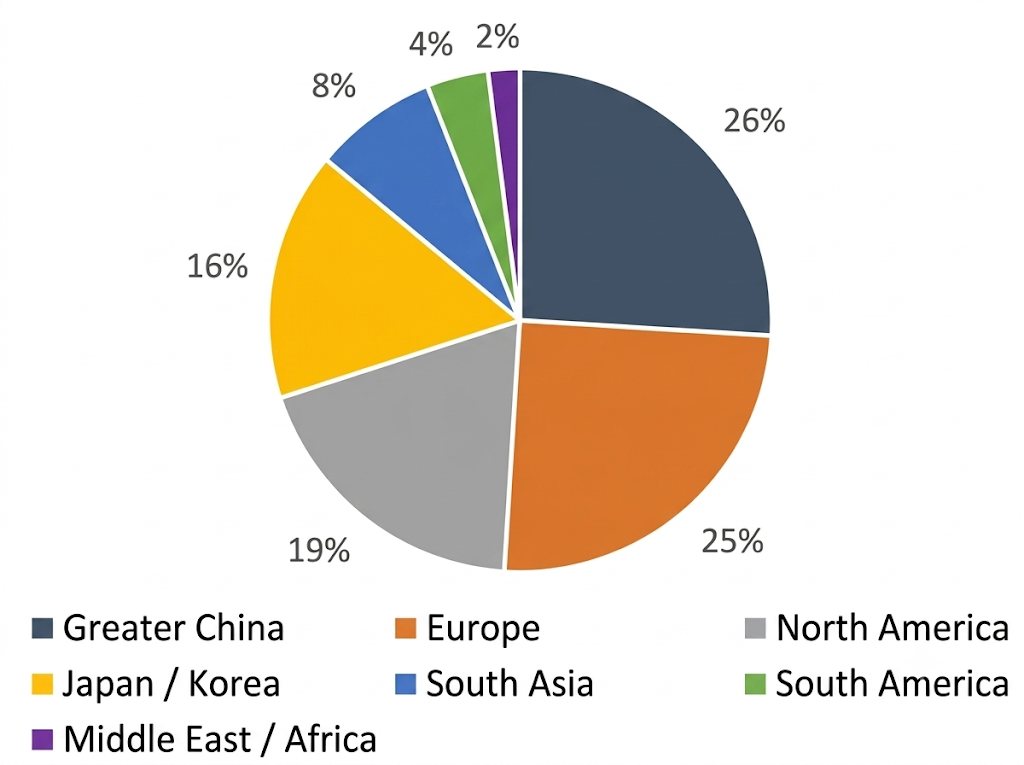 4% 2%
8%
26%
16%
25%
19%
Greater China Europe North America
Japan / Korea South Asia South America
Middle East / Africa